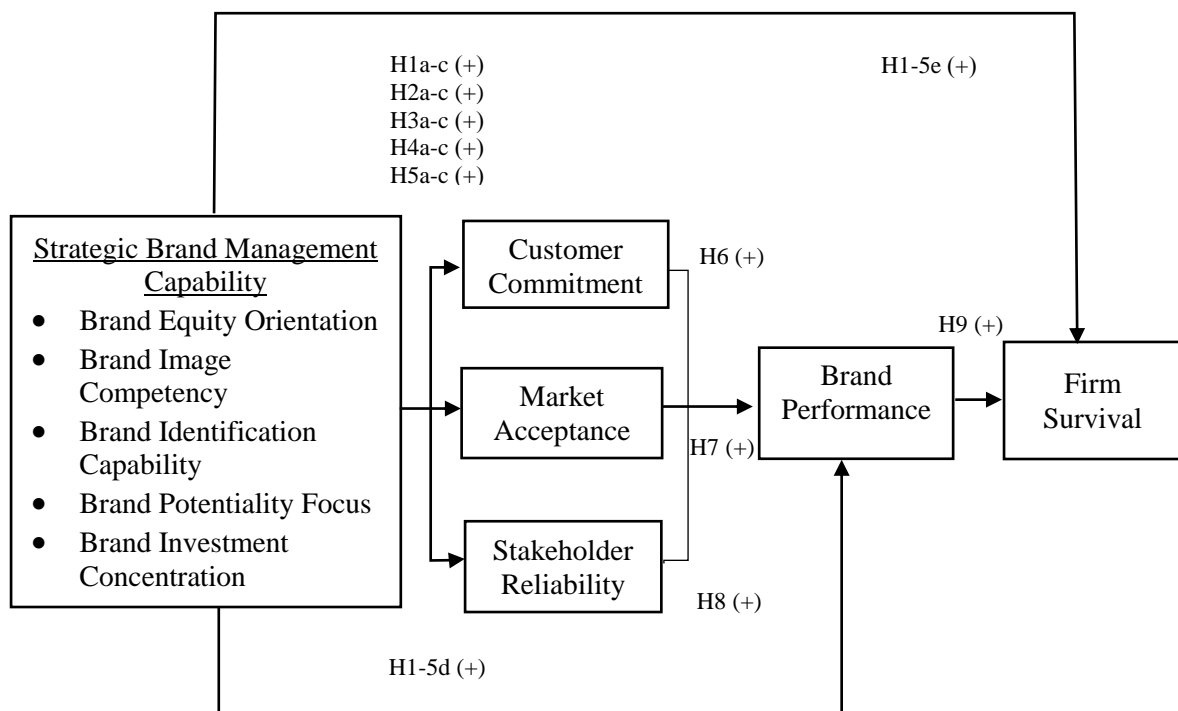 H1a-c (+)
H2a-c (+)
H3a-c (+)
H4a-c (+)
H5a-c (+)
H1-5e (+)
Strategic Brand Management
Capability
• Brand Equity Orientation
• Brand Image
Competency
• Brand Identification
Capability
• Brand Potentiality Focus
• Brand Investment
Concentration
Customer
Commitment
Market
Acceptance
Stakeholder
Reliability
H6 (+)
H7 (+)
H8 (+)
Brand
Performance
H9 (+)
Firm
Survival
H1-5d (+)